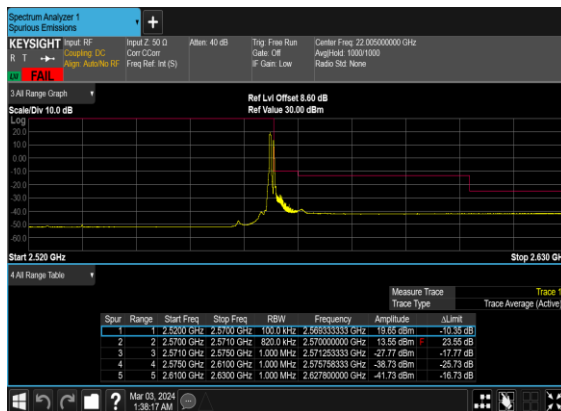 Spectrum Analyzer 1
Spurious Emissions
KEYSIGHT Input: RF
R T Coupling: DC
Align: Auto/No RF
LW FAIL
Input Z: 50 Ω
Corr CCorr
Freq Ref: Int (S)
Atten: 40 dB
Trig: Free Run
Gate: Off
IF Gain: Low
Center Freq: 22.005000000 GHz
Avg|Hold: 1000/1000
Radio Std: None
3 All Range Graph
Scale/Div 10.0 dB
Ref Lvl Offset 8.60 dB
Ref Value 30.00 dBm
Log
20.0
10.0
0.00
-10.0
-20.0
-30.0
-40.0
-50.0
-60.0
Start 2.520 GHz
Stop 2.630 GH
4 All Range Table
Measure Trace Trace 1
Trace Type Trace Average (Active)
Spur Range Start Freq Stop Freq RBW Frequency Amplitude ΔLimit
1 1 2.5200 GHz 2.5700 GHz 100.0 kHz 2.569333333 GHz 19.65 dBm -10.35 dB
2 2 2.5700 GHz 2.5710 GHz 820.0 kHz 2.570000000 GHz 13.55 dBm F 23.55 dB
3 3 2.5710 GHz 2.5750 GHz 1.000 MHz 2.571253333 GHz -27.77 dBm -17.77 dB
4 4 2.5750 GHz 2.6100 GHz 1.000 MHz 2.575758333 GHz -38.73 dBm -25.73 dB
5 5 2.6100 GHz 2.6300 GHz 1.000 MHz 2.627800000 GHz -41.73 dBm -16.73 dB
Mar 03, 2024
1:38:17 AM